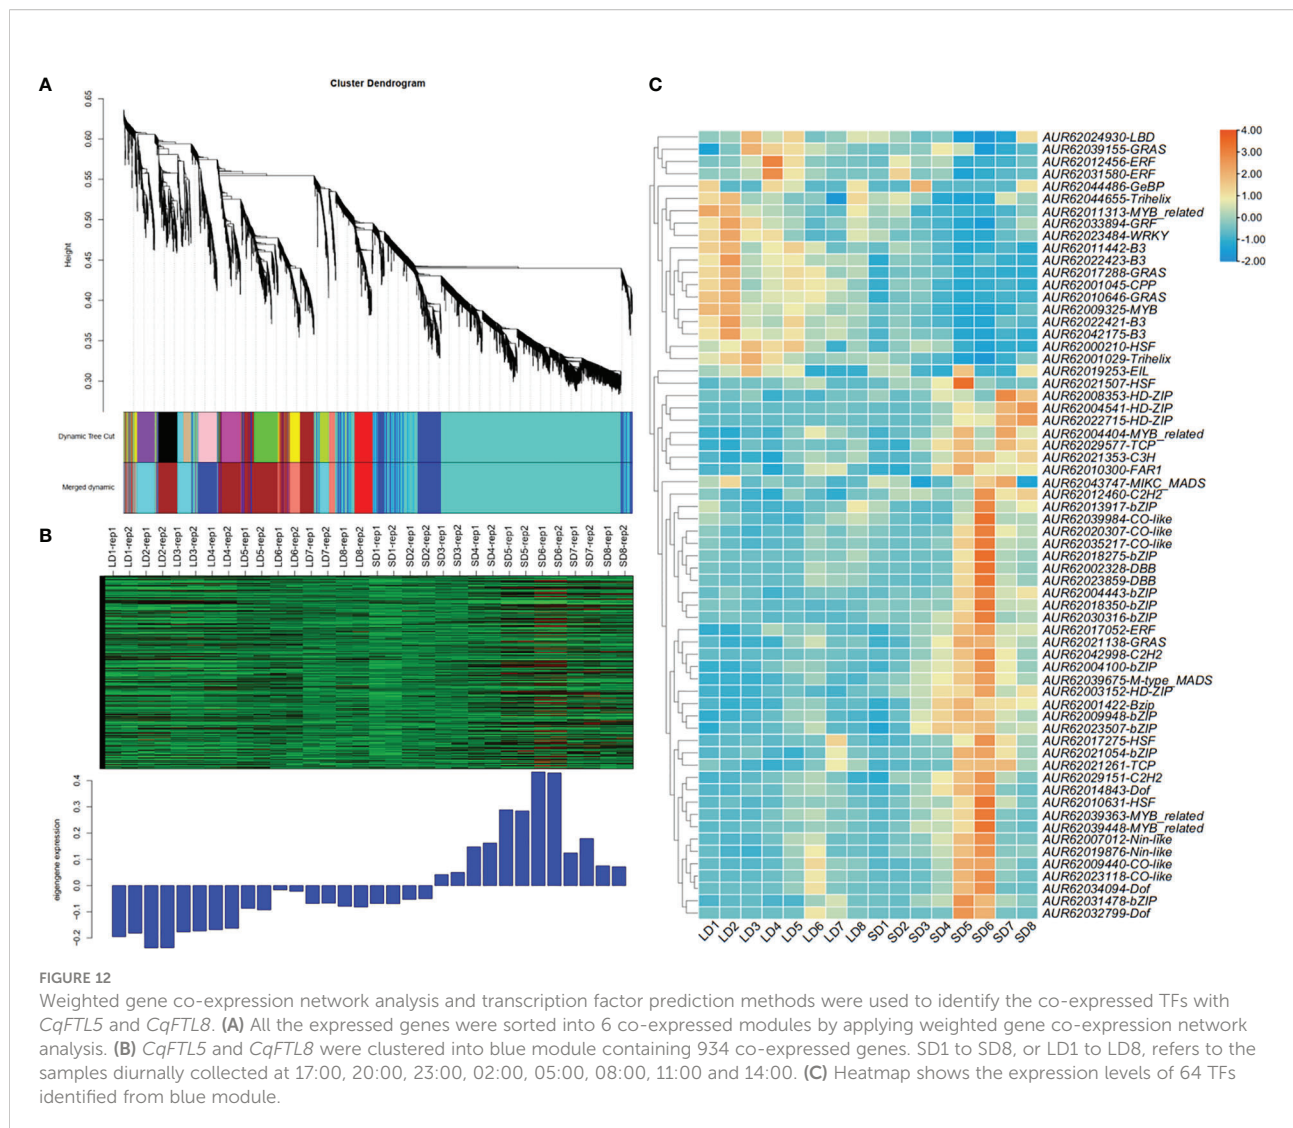 A
Cluster Dendrogram
Height
0.65
0.60
0.55
0.50
0.45
0.40
0.35
0.30
Dynamic Tree Cut
Merged dynamic
B
LD1-rep1
LD1-rep2
LD2-rep1
LD2-rep2
LD3-rep1
LD3-rep2
LD4-rep1
LD4-rep2
LD5-rep1
LD5-rep2
LD6-rep1
LD6-rep2
LD7-rep1
LD7-rep2
LD8-rep1
LD8-rep2
SD1-rep1
SD1-rep2
SD2-rep1
SD2-rep2
SD3-rep1
SD3-rep2
SD4-rep1
SD4-rep2
SD5-rep1
SD5-rep2
SD6-rep1
SD6-rep2
SD7-rep1
SD7-rep2
SD8-rep1
SD8-rep2
eigengene expression
0.4
0.3
0.2
0.1
0.0
-0.1
-0.2
C
AUR62024930-LBD
AUR62039155-GRAS
AUR62012456-ERF
AUR62031580-ERF
AUR62044486-GeBP
AUR62044655-Trihelix
AUR62011313-MYB_related
AUR62033894-GRF
AUR62023484-WRKY
AUR62011442-B3
AUR62022423-B3
AUR62017288-GRAS
AUR62001045-CPP
AUR62010646-GRAS
AUR62009325-MYB
AUR62022421-B3
AUR62042175-B3
AUR62000210-HSF
AUR62001029-Trihelix
AUR62019253-EIL
AUR62021507-HSF
AUR62008353-HD-ZIP
AUR62004541-HD-ZIP
AUR62022715-HD-ZIP
AUR62004404-MYB_related
AUR62029577-TCP
AUR62021353-C3H
AUR62010300-FAR1
AUR62043747-MIKC_MADS
AUR62012460-C2H2
AUR62013917-bZIP
AUR62039984-CO-like
AUR62020307-CO-like
AUR62035217-CO-like
AUR62018275-bZIP
AUR62002328-DBB
AUR62023859-DBB
AUR62004443-bZIP
AUR62018350-bZIP
AUR62030316-bZIP
AUR62017052-ERF
AUR62021138-GRAS
AUR62042998-C2H2
AUR62004100-bZIP
AUR62039675-M-type_MADS
AUR62003152-HD-ZIP
AUR62001422-Bzip
AUR62009948-bZIP
AUR62023507-bZIP
AUR62017275-HSF
AUR62021054-bZIP
AUR62021261-TCP
AUR62029151-C2H2
AUR62014843-Dof
AUR62010631-HSF
AUR62039363-MYB_related
AUR62039448-MYB_related
AUR62007012-Nin-like
AUR62019876-Nin-like
AUR62009440-CO-like
AUR62023118-CO-like
AUR62034094-Dof
AUR62031478-bZIP
AUR62032799-Dof
LD1 LD2 LD3 LD4 LD5 LD6 LD7 LD8 SD1 SD2 SD3 SD4 SD5 SD6 SD7 SD8
4.00
3.00
2.00
1.00
0.00
-1.00
-2.00
FIGURE 12
Weighted gene co-expression network analysis and transcription factor prediction methods were used to identify the co-expressed TFs with
CqFTL5 and CqFTL8. (A) All the expressed genes were sorted into 6 co-expressed modules by applying weighted gene co-expression network
analysis. (B) CqFTL5 and CqFTL8 were clustered into blue module containing 934 co-expressed genes. SD1 to SD8, or LD1 to LD8, refers to the
samples diurnally collected at 17:00, 20:00, 23:00, 02:00, 05:00, 08:00, 11:00 and 14:00. (C) Heatmap shows the expression levels of 64 TFs
identified from blue module.